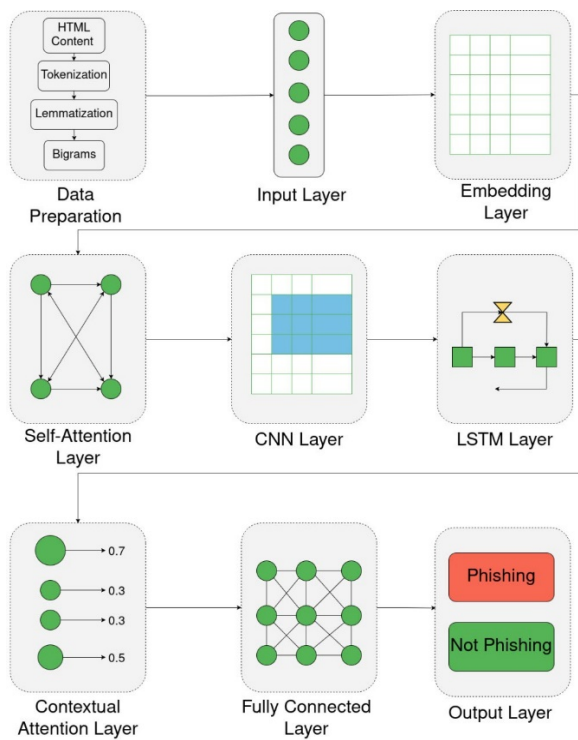 HTML
Content
Tokenization
Lemmatization
Bigrams
Data
Preparation
Input Layer
Embedding
Layer
Self-Attention
Layer
CNN Layer
LSTM Layer
0.7
0.3
0.3
0.5
Contextual
Attention Layer
Fully Connected
Layer
Phishing
Not Phishing
Output Layer